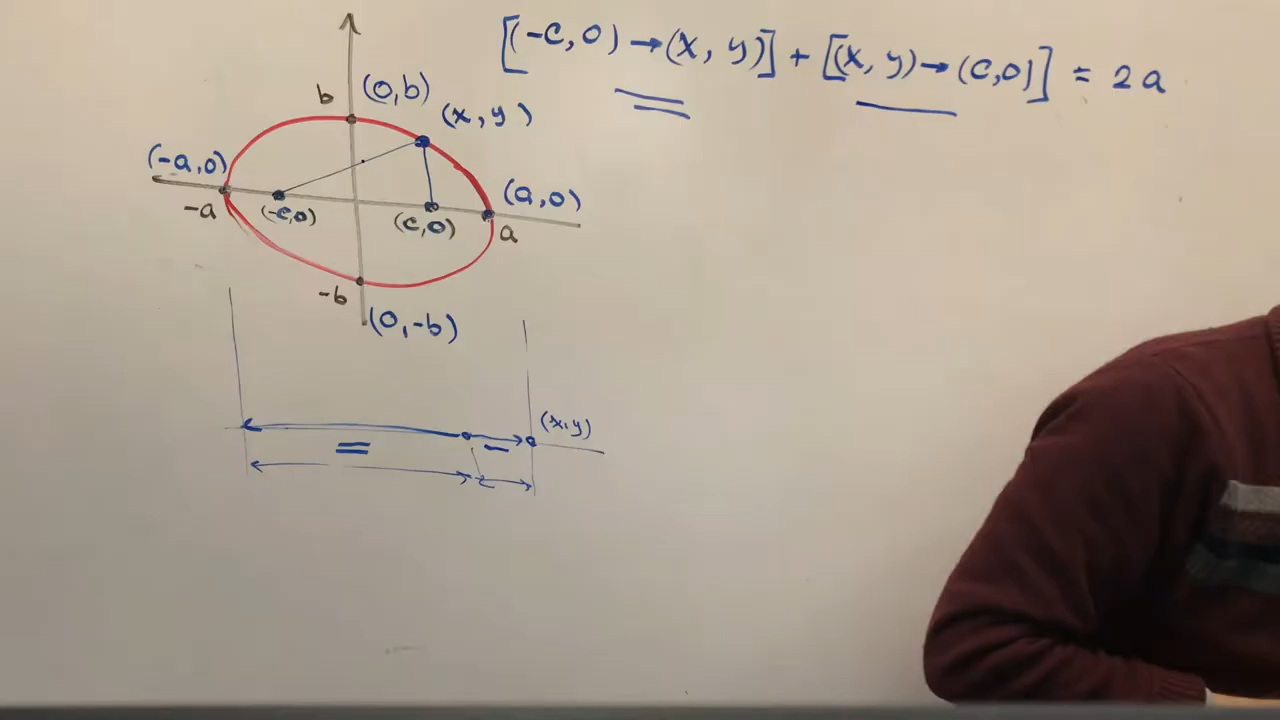 [(-c,0)→(x,y)]+[(x,y)→(c,0)] = 2a
b (0,b)
(x,y)
(-a,0)
(a,0)
-a (-c,0) (c,0) a
-b
(0,-b)
(x,y)